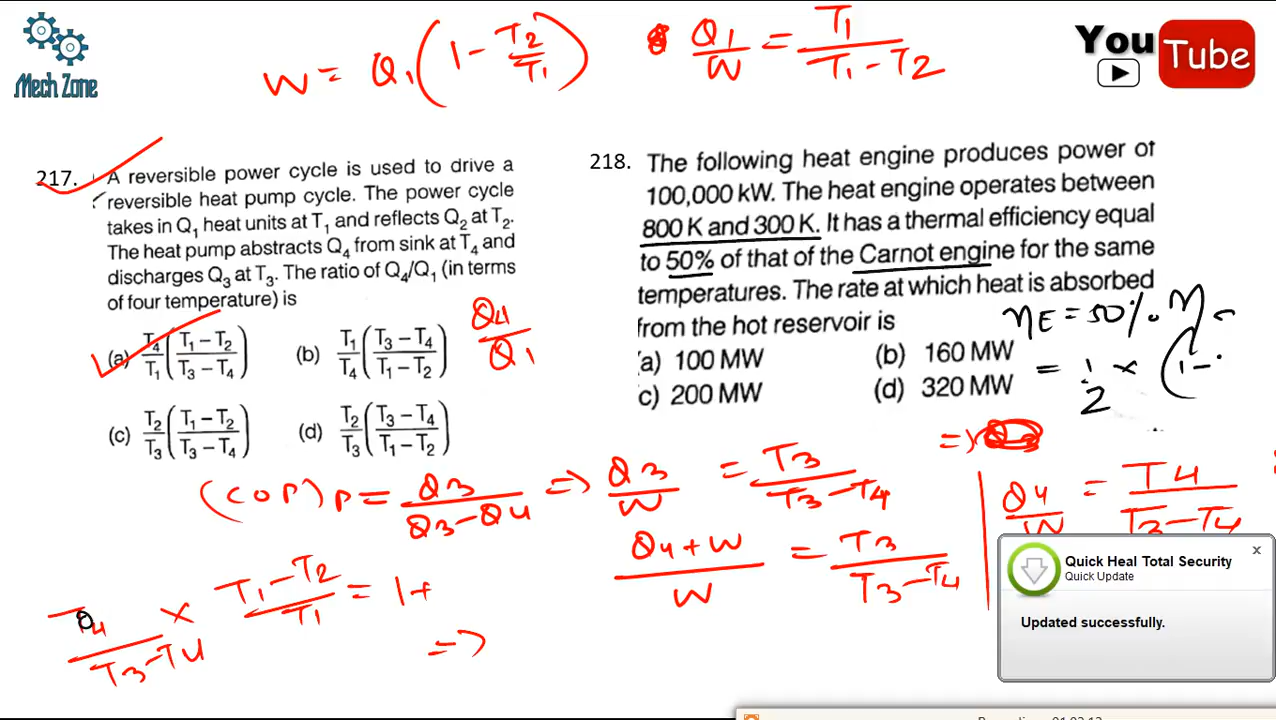 W = Q1 (1 - T2/T1)
Q1/W = T1/(T1 - T2)
You Tube
Mech Zone
217. A reversible power cycle is used to drive a
reversible heat pump cycle. The power cycle
takes in Q1 heat units at T1 and reflects Q2 at T2.
The heat pump abstracts Q4 from sink at T4 and
discharges Q3 at T3. The ratio of Q4/Q1 (in terms
of four temperature) is
(a) T4/T1 (T1 – T2 / T3 – T4) (b) T1/T4 (T3 – T4 / T1 – T2)
(c) T2/T3 (T1 – T2 / T3 – T4) (d) T2/T3 (T3 – T4 / T1 – T2)
Q4/Q1
218. The following heat engine produces power of
100,000 kW. The heat engine operates between
800 K and 300 K. It has a thermal efficiency equal
to 50% of that of the Carnot engine for the same
temperatures. The rate at which heat is absorbed
from the hot reservoir is
a) 100 MW (b) 160 MW
c) 200 MW (d) 320 MW
ηE = 50% ηc
= 1/2 × (1 -
(COP)P = Q3/(Q3 - Q4) => Q3/W = T3/(T3 - T4)
=>
(Q4 + W)/W = T3/(T3 - T4)
Q4/W = T4/(T3 - T4)
T4/(T3 - T4) × (T1 - T2)/T1 = 1+
=>
Quick Heal Total Security
Quick Update
Updated successfully.